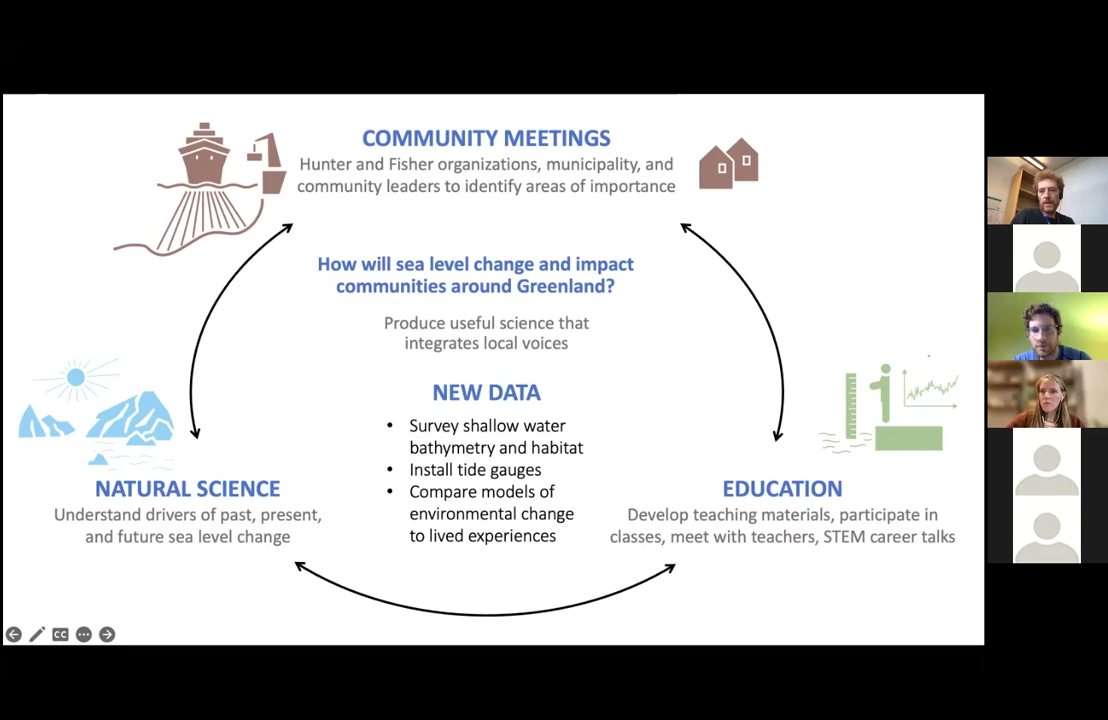 COMMUNITY MEETINGS
Hunter and Fisher organizations, municipality, and
community leaders to identify areas of importance
How will sea level change and impact
communities around Greenland?
Produce useful science that
integrates local voices
NEW DATA
• Survey shallow water
bathymetry and habitat
• Install tide gauges
• Compare models of
environmental change
to lived experiences
NATURAL SCIENCE
Understand drivers of past, present,
and future sea level change
EDUCATION
Develop teaching materials, participate in
classes, meet with teachers, STEM career talks
CC